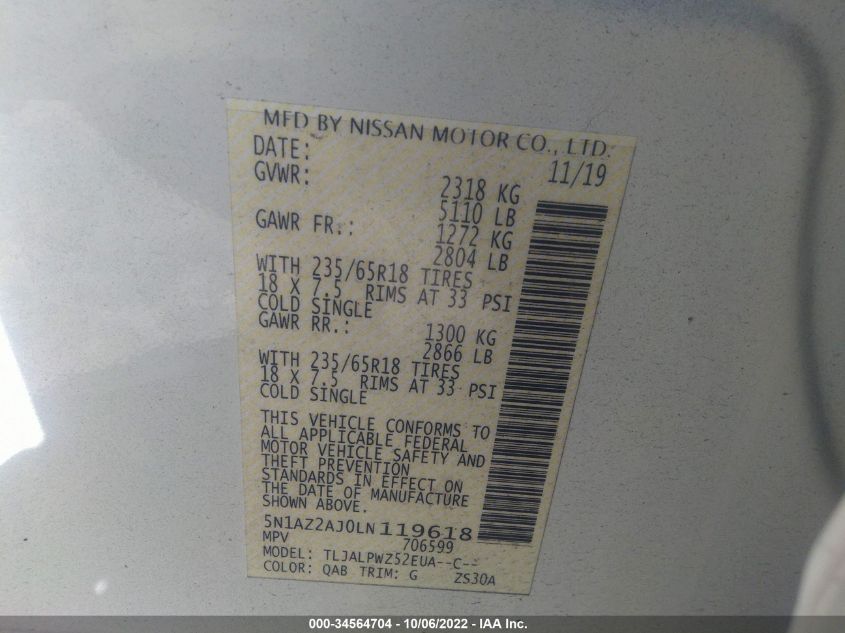 MFD BY NISSAN MOTOR CO., LTD.
DATE: 11/19
GVWR: 2318 KG
5110 LB
GAWR FR.: 1272 KG
2804 LB
WITH 235/65R18 TIRES
18 X 7.5 RIMS AT 33 PSI
COLD SINGLE
GAWR RR.: 1300 KG
2866 LB
WITH 235/65R18 TIRES
18 X 7.5 RIMS AT 33 PSI
COLD SINGLE
THIS VEHICLE CONFORMS TO
ALL APPLICABLE FEDERAL
MOTOR VEHICLE SAFETY AND
THEFT PREVENTION
STANDARDS IN EFFECT ON
THE DATE OF MANUFACTURE
SHOWN ABOVE.
5N1AZ2AJ0LN119618
MPV 706599
MODEL: TLJALPWZ52EUA--C--
COLOR: QAB TRIM: G ZS30A
000-34564704 - 10/06/2022 - IAA Inc.